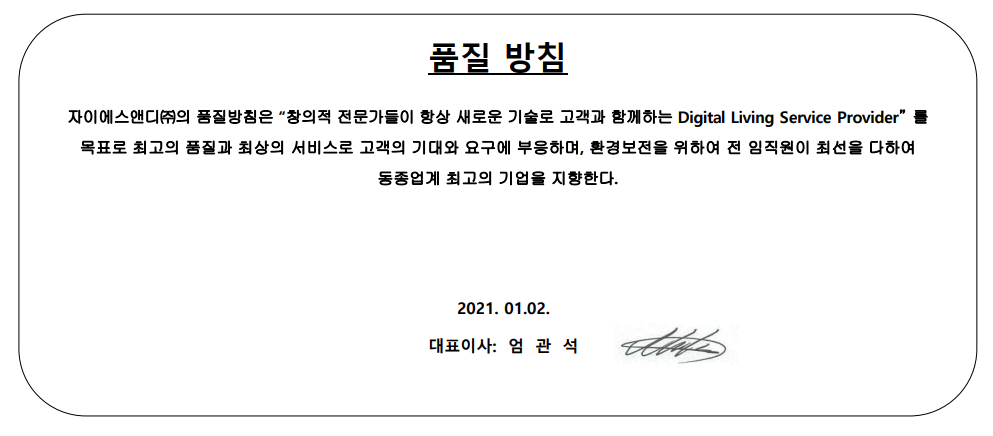 품질 방침
자이에스앤디㈜의 품질방침은 “창의적 전문가들이 항상 새로운 기술로 고객과 함께하는 Digital Living Service Provider” 를
목표로 최고의 품질과 최상의 서비스로 고객의 기대와 요구에 부응하며, 환경보전을 위하여 전 임직원이 최선을 다하여
동종업계 최고의 기업을 지향한다.
2021. 01.02.
대표이사: 엄 관 석